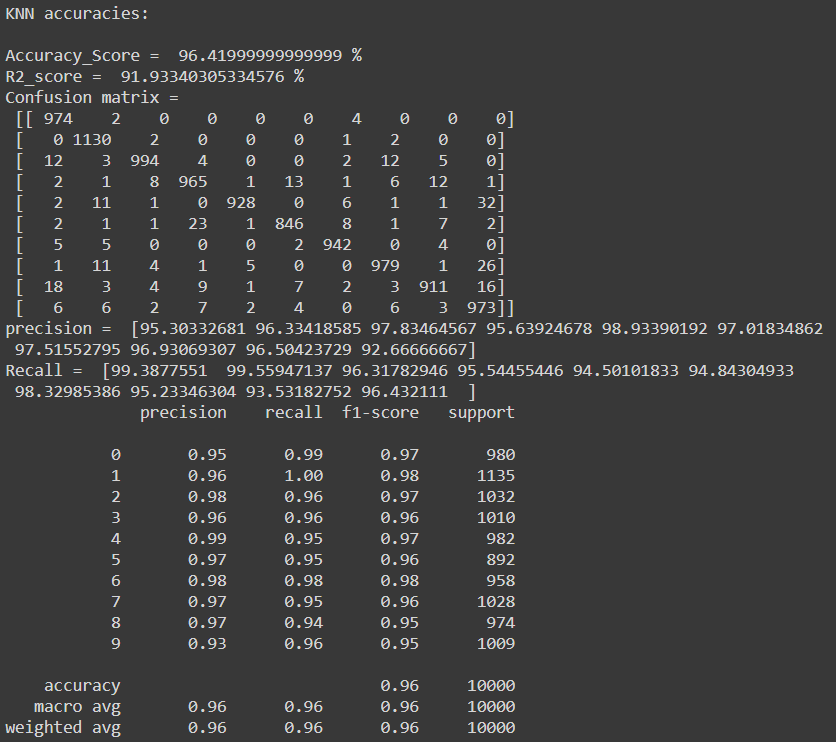 KNN accuracies:

Accuracy_Score =  96.41999999999999 %
R2_score =  91.93340305334576 %
Confusion matrix =
 [[ 974    2    0    0    0    0    4    0    0    0]
 [   0 1130    2    0    0    0    1    2    0    0]
 [  12    3  994    4    0    0    2   12    5    0]
 [   2    1    8  965    1   13    1    6   12    1]
 [   2   11    1    0  928    0    6    1    1   32]
 [   2    1    1   23    1  846    8    1    7    2]
 [   5    5    0    0    0    2  942    0    4    0]
 [   1   11    4    1    5    0    0  979    1   26]
 [  18    3    4    9    1    7    2    3  911   16]
 [   6    6    2    7    2    4    0    6    3  973]]
precision =  [95.30332681 96.33418585 97.83464567 95.63924678 98.93390192 97.01834862
 97.51552795 96.93069307 96.50423729 92.66666667]
Recall =  [99.3877551  99.55947137 96.31782946 95.54455446 94.50101833 94.84304933
 98.32985386 95.23346304 93.53182752 96.432111  ]
              precision    recall  f1-score   support

           0       0.95      0.99      0.97       980
           1       0.96      1.00      0.98      1135
           2       0.98      0.96      0.97      1032
           3       0.96      0.96      0.96      1010
           4       0.99      0.95      0.97       982
           5       0.97      0.95      0.96       892
           6       0.98      0.98      0.98       958
           7       0.97      0.95      0.96      1028
           8       0.97      0.94      0.95       974
           9       0.93      0.96      0.95      1009

    accuracy                           0.96     10000
   macro avg       0.96      0.96      0.96     10000
weighted avg       0.96      0.96      0.96     10000